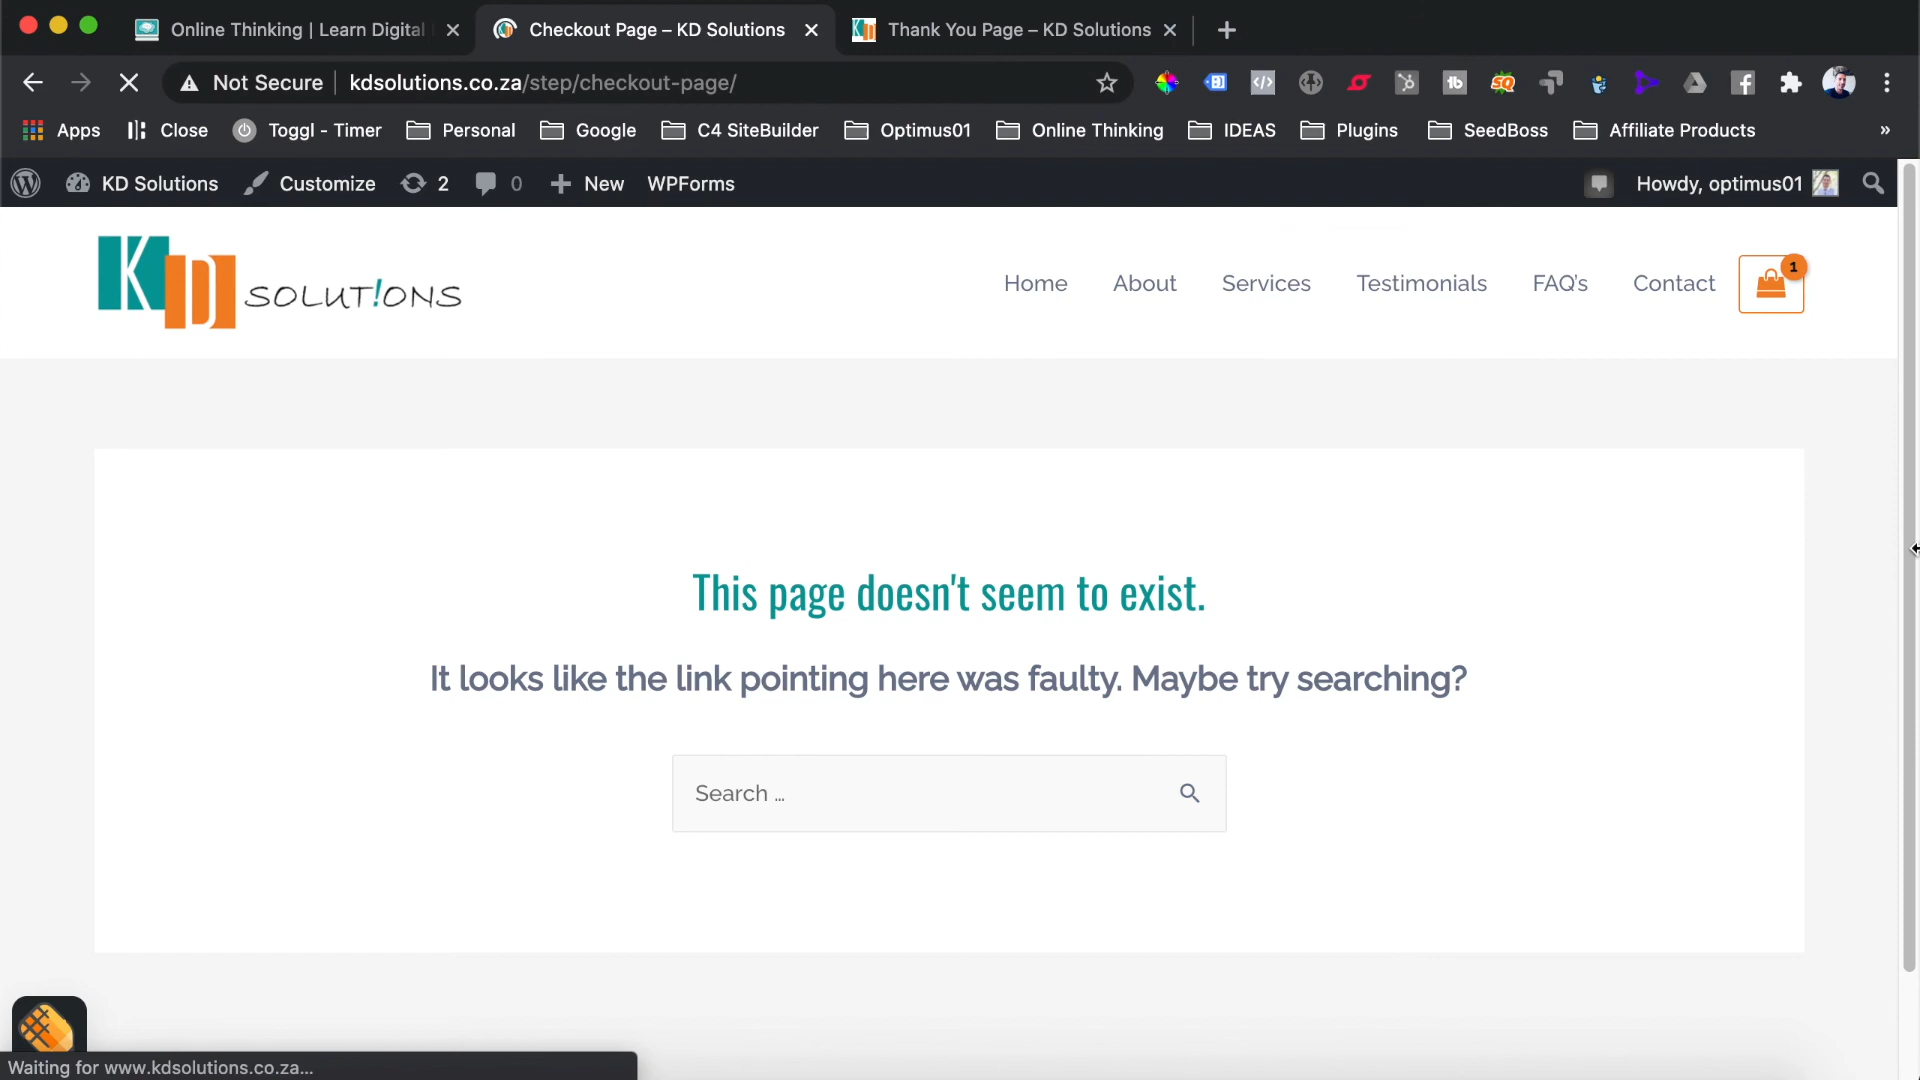 Online Thinking | Learn Digital
Checkout Page – KD Solutions
Thank You Page – KD Solutions
Not Secure
kdsolutions.co.za/step/checkout-page/
Apps
Close
Toggl - Timer
Personal
Google
C4 SiteBuilder
Optimus01
Online Thinking
IDEAS
Plugins
SeedBoss
Affiliate Products
»
KD Solutions
Customize
2
0
New
WPForms
Howdy, optimus01
KD SOLUT!ONS
Home
About
Services
Testimonials
FAQ's
Contact
1
This page doesn't seem to exist.
It looks like the link pointing here was faulty. Maybe try searching?
Search …
Waiting for www.kdsolutions.co.za...